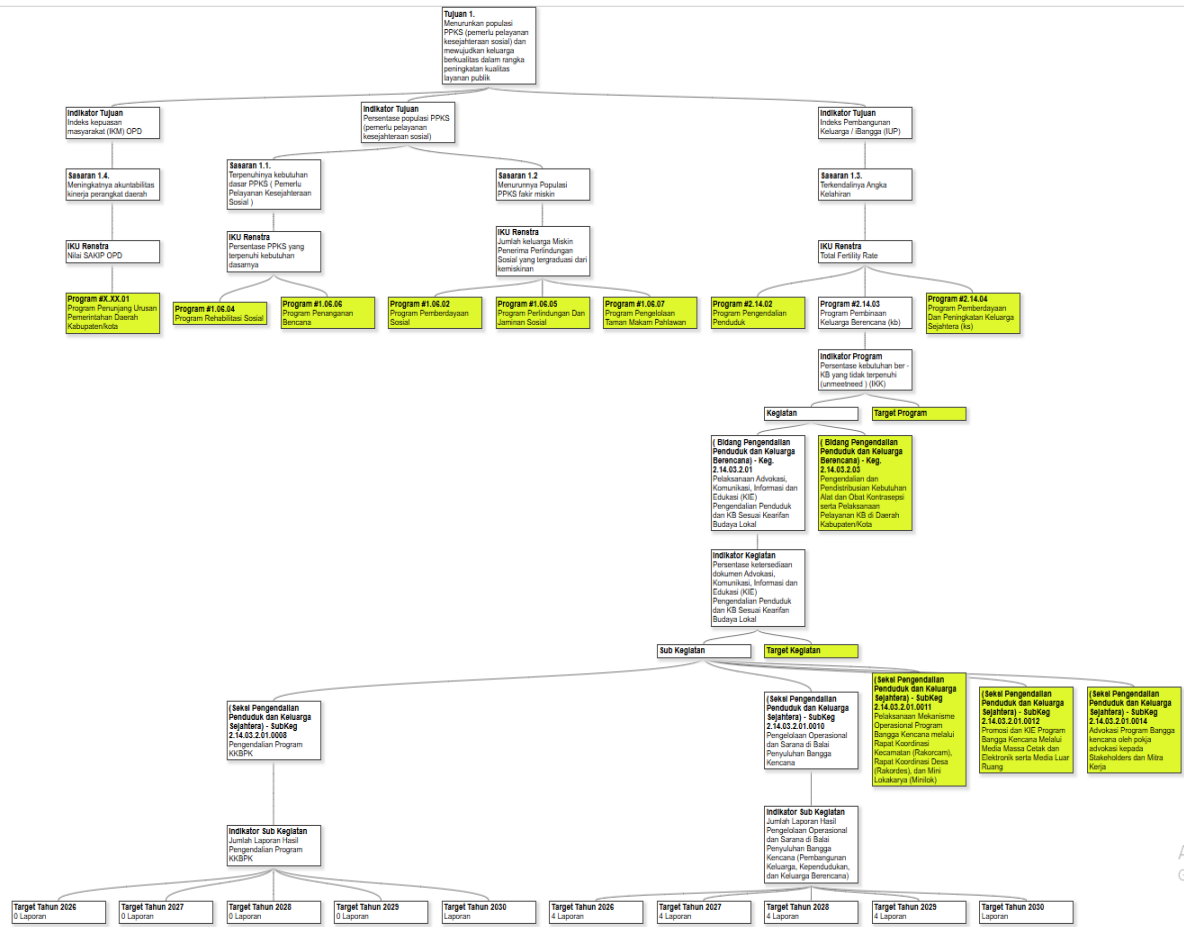 Tujuan 1.
Menurunkan populasi
PPKS (pemerlu pelayanan
kesejahteraan sosial) dan
mewujudkan keluarga
berkualitas dalam rangka
peningkatan kualitas
layanan publik
Indikator Tujuan
Indeks kepuasan
masyarakat (IKM) OPD
Indikator Tujuan
Persentase populasi PPKS
(pemerlu pelayanan
kesejahteraan sosial)
Indikator Tujuan
Indeks Pembangunan
Keluarga / iBangga (IUP)
Sasaran 1.4.
Meningkatnya akuntabilitas
kinerja perangkat daerah
Sasaran 1.1.
Terpenuhinya kebutuhan
dasar PPKS ( Pemerlu
Pelayanan Kesejahteraan
Sosial )
Sasaran 1.2
Menurunnya Populasi
PPKS fakir miskin
Sasaran 1.3.
Terkendalinya Angka
Kelahiran
IKU Renstra
Nilai SAKIP OPD
IKU Renstra
Persentase PPKS yang
terpenuhi kebutuhan
dasarnya
IKU Renstra
Jumlah keluarga Miskin
Penerima Perlindungan
Sosial yang tergraduasi dari
kemiskinan
IKU Renstra
Total Fertility Rate
Program #X.XX.01
Program Penunjang Urusan
Pemerintahan Daerah
Kabupaten/kota
Program #1.06.04
Program Rehabilitasi Sosial
Program #1.06.06
Program Penanganan
Bencana
Program #1.06.02
Program Pemberdayaan
Sosial
Program #1.06.05
Program Perlindungan Dan
Jaminan Sosial
Program #1.06.07
Program Pengelolaan
Taman Makam Pahlawan
Program #2.14.02
Program Pengendalian
Penduduk
Program #2.14.03
Program Pembinaan
Keluarga Berencana (kb)
Program #2.14.04
Program Pemberdayaan
Dan Peningkatan Keluarga
Sejahtera (ks)
Indikator Program
Persentase kebutuhan ber -
KB yang tidak terpenuhi
(unmeetneed ) (IKK)
Kegiatan
Target Program
( Bidang Pengendalian
Penduduk dan Keluarga
Berencana) - Keg.
2.14.03.2.01
Pelaksanaan Advokasi,
Komunikasi, Informasi dan
Edukasi (KIE)
Pengendalian Penduduk
dan KB Sesuai Kearifan
Budaya Lokal
( Bidang Pengendalian
Penduduk dan Keluarga
Berencana) - Keg.
2.14.03.2.03
Pengendalian dan
Pendistribusian Kebutuhan
Alat dan Obat Kontrasepsi
serta Pelaksanaan
Pelayanan KB di Daerah
Kabupaten/Kota
Indikator Kegiatan
Persentase ketersediaan
dokumen Advokasi,
Komunikasi, Informasi dan
Edukasi (KIE)
Pengendalian Penduduk
dan KB Sesuai Kearifan
Budaya Lokal
Sub Kegiatan
Target Kegiatan
(Seksi Pengendalian
Penduduk dan Keluarga
Sejahtera) - SubKeg
2.14.03.2.01.0008
Pengendalian Program
KKBPK
(Seksi Pengendalian
Penduduk dan Keluarga
Sejahtera) - SubKeg
2.14.03.2.01.0010
Pengelolaan Operasional
dan Sarana di Balai
Penyuluhan Bangga
Kencana
(Seksi Pengendalian
Penduduk dan Keluarga
Sejahtera) - SubKeg
2.14.03.2.01.0011
Pelaksanaan Mekanisme
Operasional Program
Bangga Kencana melalui
Rapat Koordinasi
Kecamatan (Rakorcam),
Rapat Koordinasi Desa
(Rakordes), dan Mini
Lokakarya (Minilok)
(Seksi Pengendalian
Penduduk dan Keluarga
Sejahtera) - SubKeg
2.14.03.2.01.0012
Promosi dan KIE Program
Bangga Kencana Melalui
Media Massa Cetak dan
Elektronik serta Media Luar
Ruang
(Seksi Pengendalian
Penduduk dan Keluarga
Sejahtera) - SubKeg
2.14.03.2.01.0014
Advokasi Program Bangga
kencana oleh pokja
advokasi kepada
Stakeholders dan Mitra
Kerja
Indikator Sub Kegiatan
Jumlah Laporan Hasil
Pengendalian Program
KKBPK
Indikator Sub Kegiatan
Jumlah Laporan Hasil
Pengelolaan Operasional
dan Sarana di Balai
Penyuluhan Bangga
Kencana (Pembangunan
Keluarga, Kependudukan,
dan Keluarga Berencana)
Target Tahun 2026
0 Laporan
Target Tahun 2027
0 Laporan
Target Tahun 2028
0 Laporan
Target Tahun 2029
0 Laporan
Target Tahun 2030
0 Laporan
Target Tahun 2026
4 Laporan
Target Tahun 2027
4 Laporan
Target Tahun 2028
4 Laporan
Target Tahun 2029
4 Laporan
Target Tahun 2030
Laporan